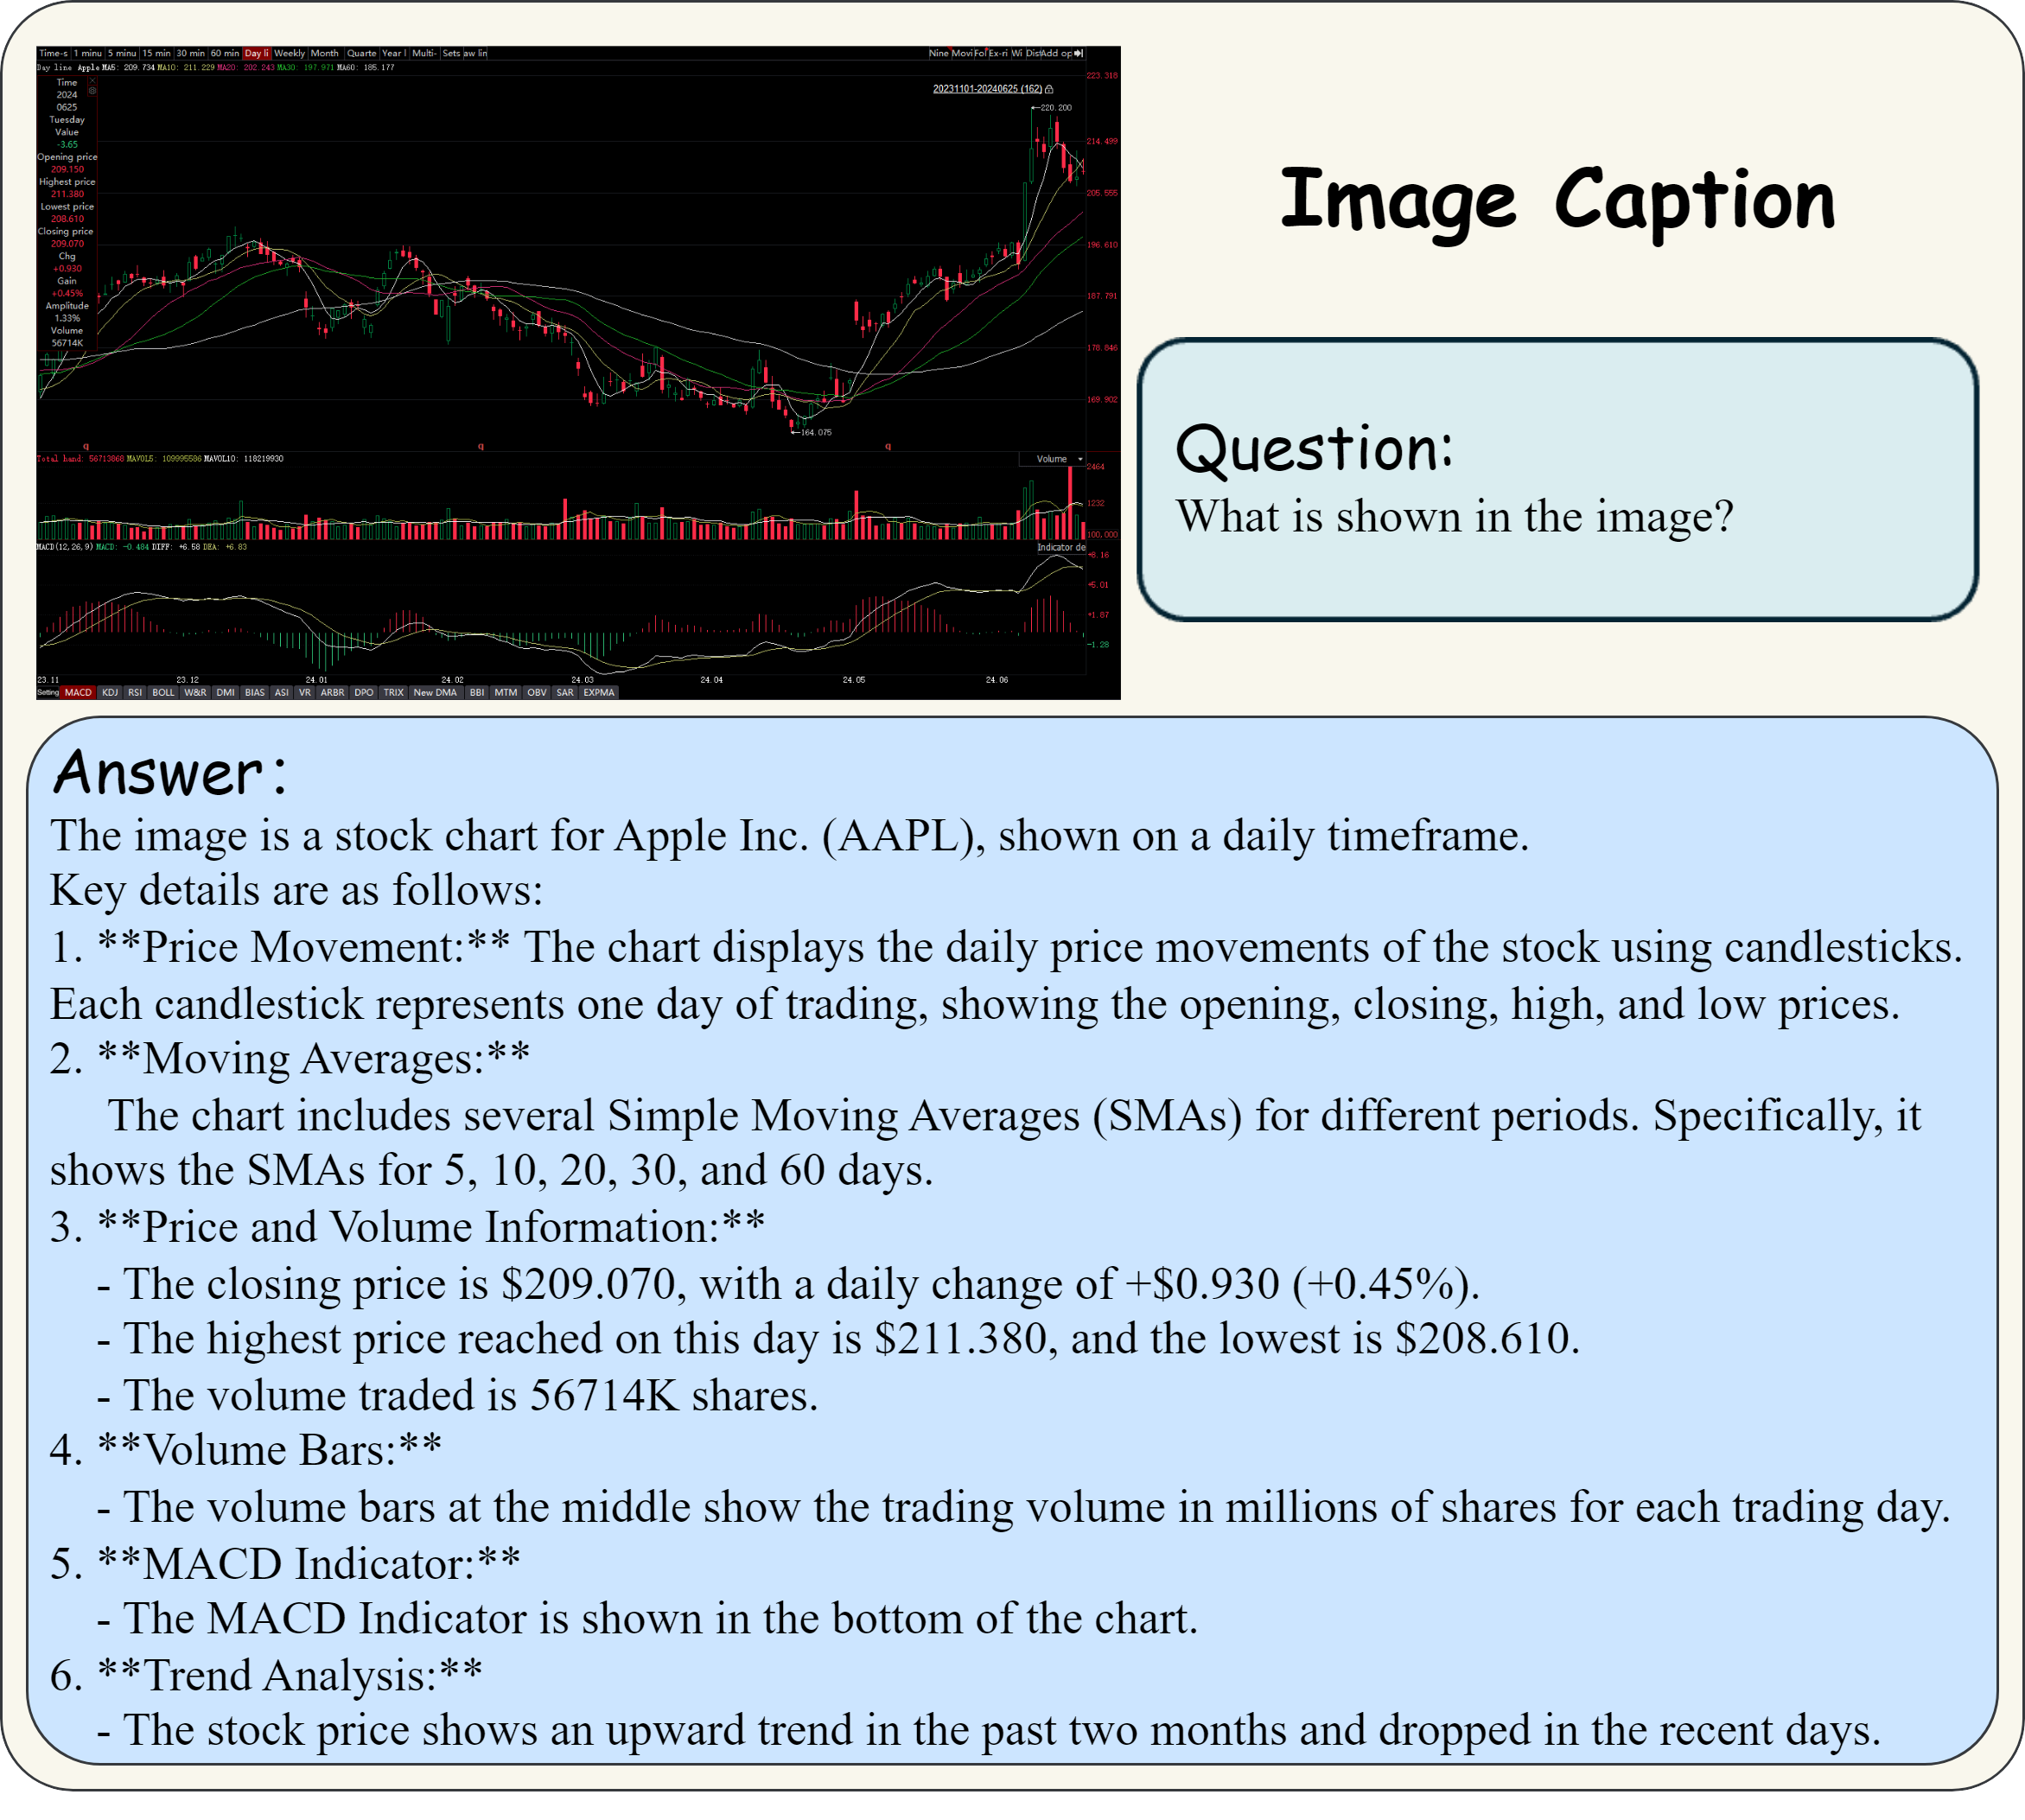 Time-s 1 minu 5 minu 15 min 30 min 60 min Day li Weekly Month Quarte Year l Multi- Sets aw lin
Nine Movi Fol Ex-ri Wi Dist Add op
Day line Apple MA5: 209.734 MA10: 211.229 MA20: 202.243 MA30: 197.971 MA60: 185.177
Time
2024
0625
Tuesday
Value
-3.65
Opening price
209.150
Highest price
211.380
Lowest price
208.610
Closing price
209.070
Chg
+0.930
Gain
+0.45%
Amplitude
1.33%
Volume
56714K
20231101-20240625 (162)
220.200
164.075
223.318
214.499
205.555
196.610
187.791
178.846
169.902
q q q
Total hand: 56713868 MAVOL5: 109995586 MAVOL10: 118219930
Volume
2464
1232
100.000
MACD(12,26,9) MACD: -0.484 DIFF: +6.58 DEA: +6.83
Indicator de
+8.16
+5.01
+1.87
-1.28
23.11 23.12 24.01 24.02 24.03 24.04 24.05 24.06
Setting MACD KDJ RSI BOLL W&R DMI BIAS ASI VR ARBR DPO TRIX New DMA BBI MTM OBV SAR EXPMA
Image Caption
Question:
What is shown in the image?
Answer:
The image is a stock chart for Apple Inc. (AAPL), shown on a daily timeframe.
Key details are as follows:
1. **Price Movement:** The chart displays the daily price movements of the stock using candlesticks.
Each candlestick represents one day of trading, showing the opening, closing, high, and low prices.
2. **Moving Averages:**
The chart includes several Simple Moving Averages (SMAs) for different periods. Specifically, it
shows the SMAs for 5, 10, 20, 30, and 60 days.
3. **Price and Volume Information:**
- The closing price is $209.070, with a daily change of +$0.930 (+0.45%).
- The highest price reached on this day is $211.380, and the lowest is $208.610.
- The volume traded is 56714K shares.
4. **Volume Bars:**
- The volume bars at the middle show the trading volume in millions of shares for each trading day.
5. **MACD Indicator:**
- The MACD Indicator is shown in the bottom of the chart.
6. **Trend Analysis:**
- The stock price shows an upward trend in the past two months and dropped in the recent days.